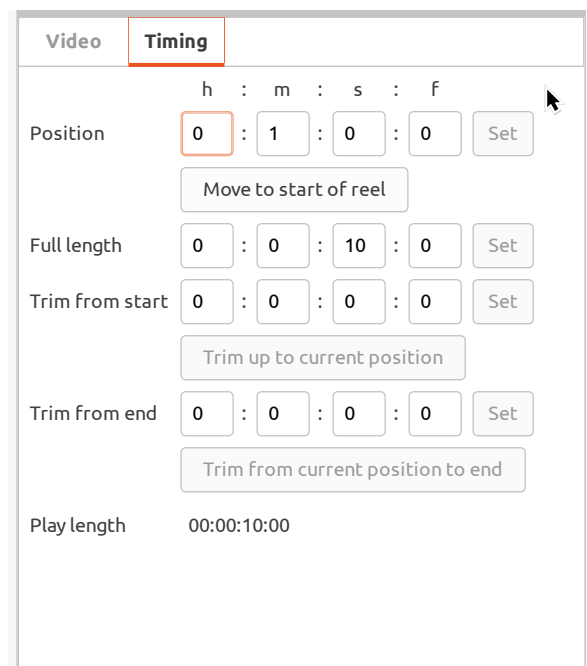 Video Timing
h : m : s : f
Position 0 : 1 : 0 : 0 Set
Move to start of reel
Full length 0 : 0 : 10 : 0 Set
Trim from start 0 : 0 : 0 : 0 Set
Trim up to current position
Trim from end 0 : 0 : 0 : 0 Set
Trim from current position to end
Play length 00:00:10:00